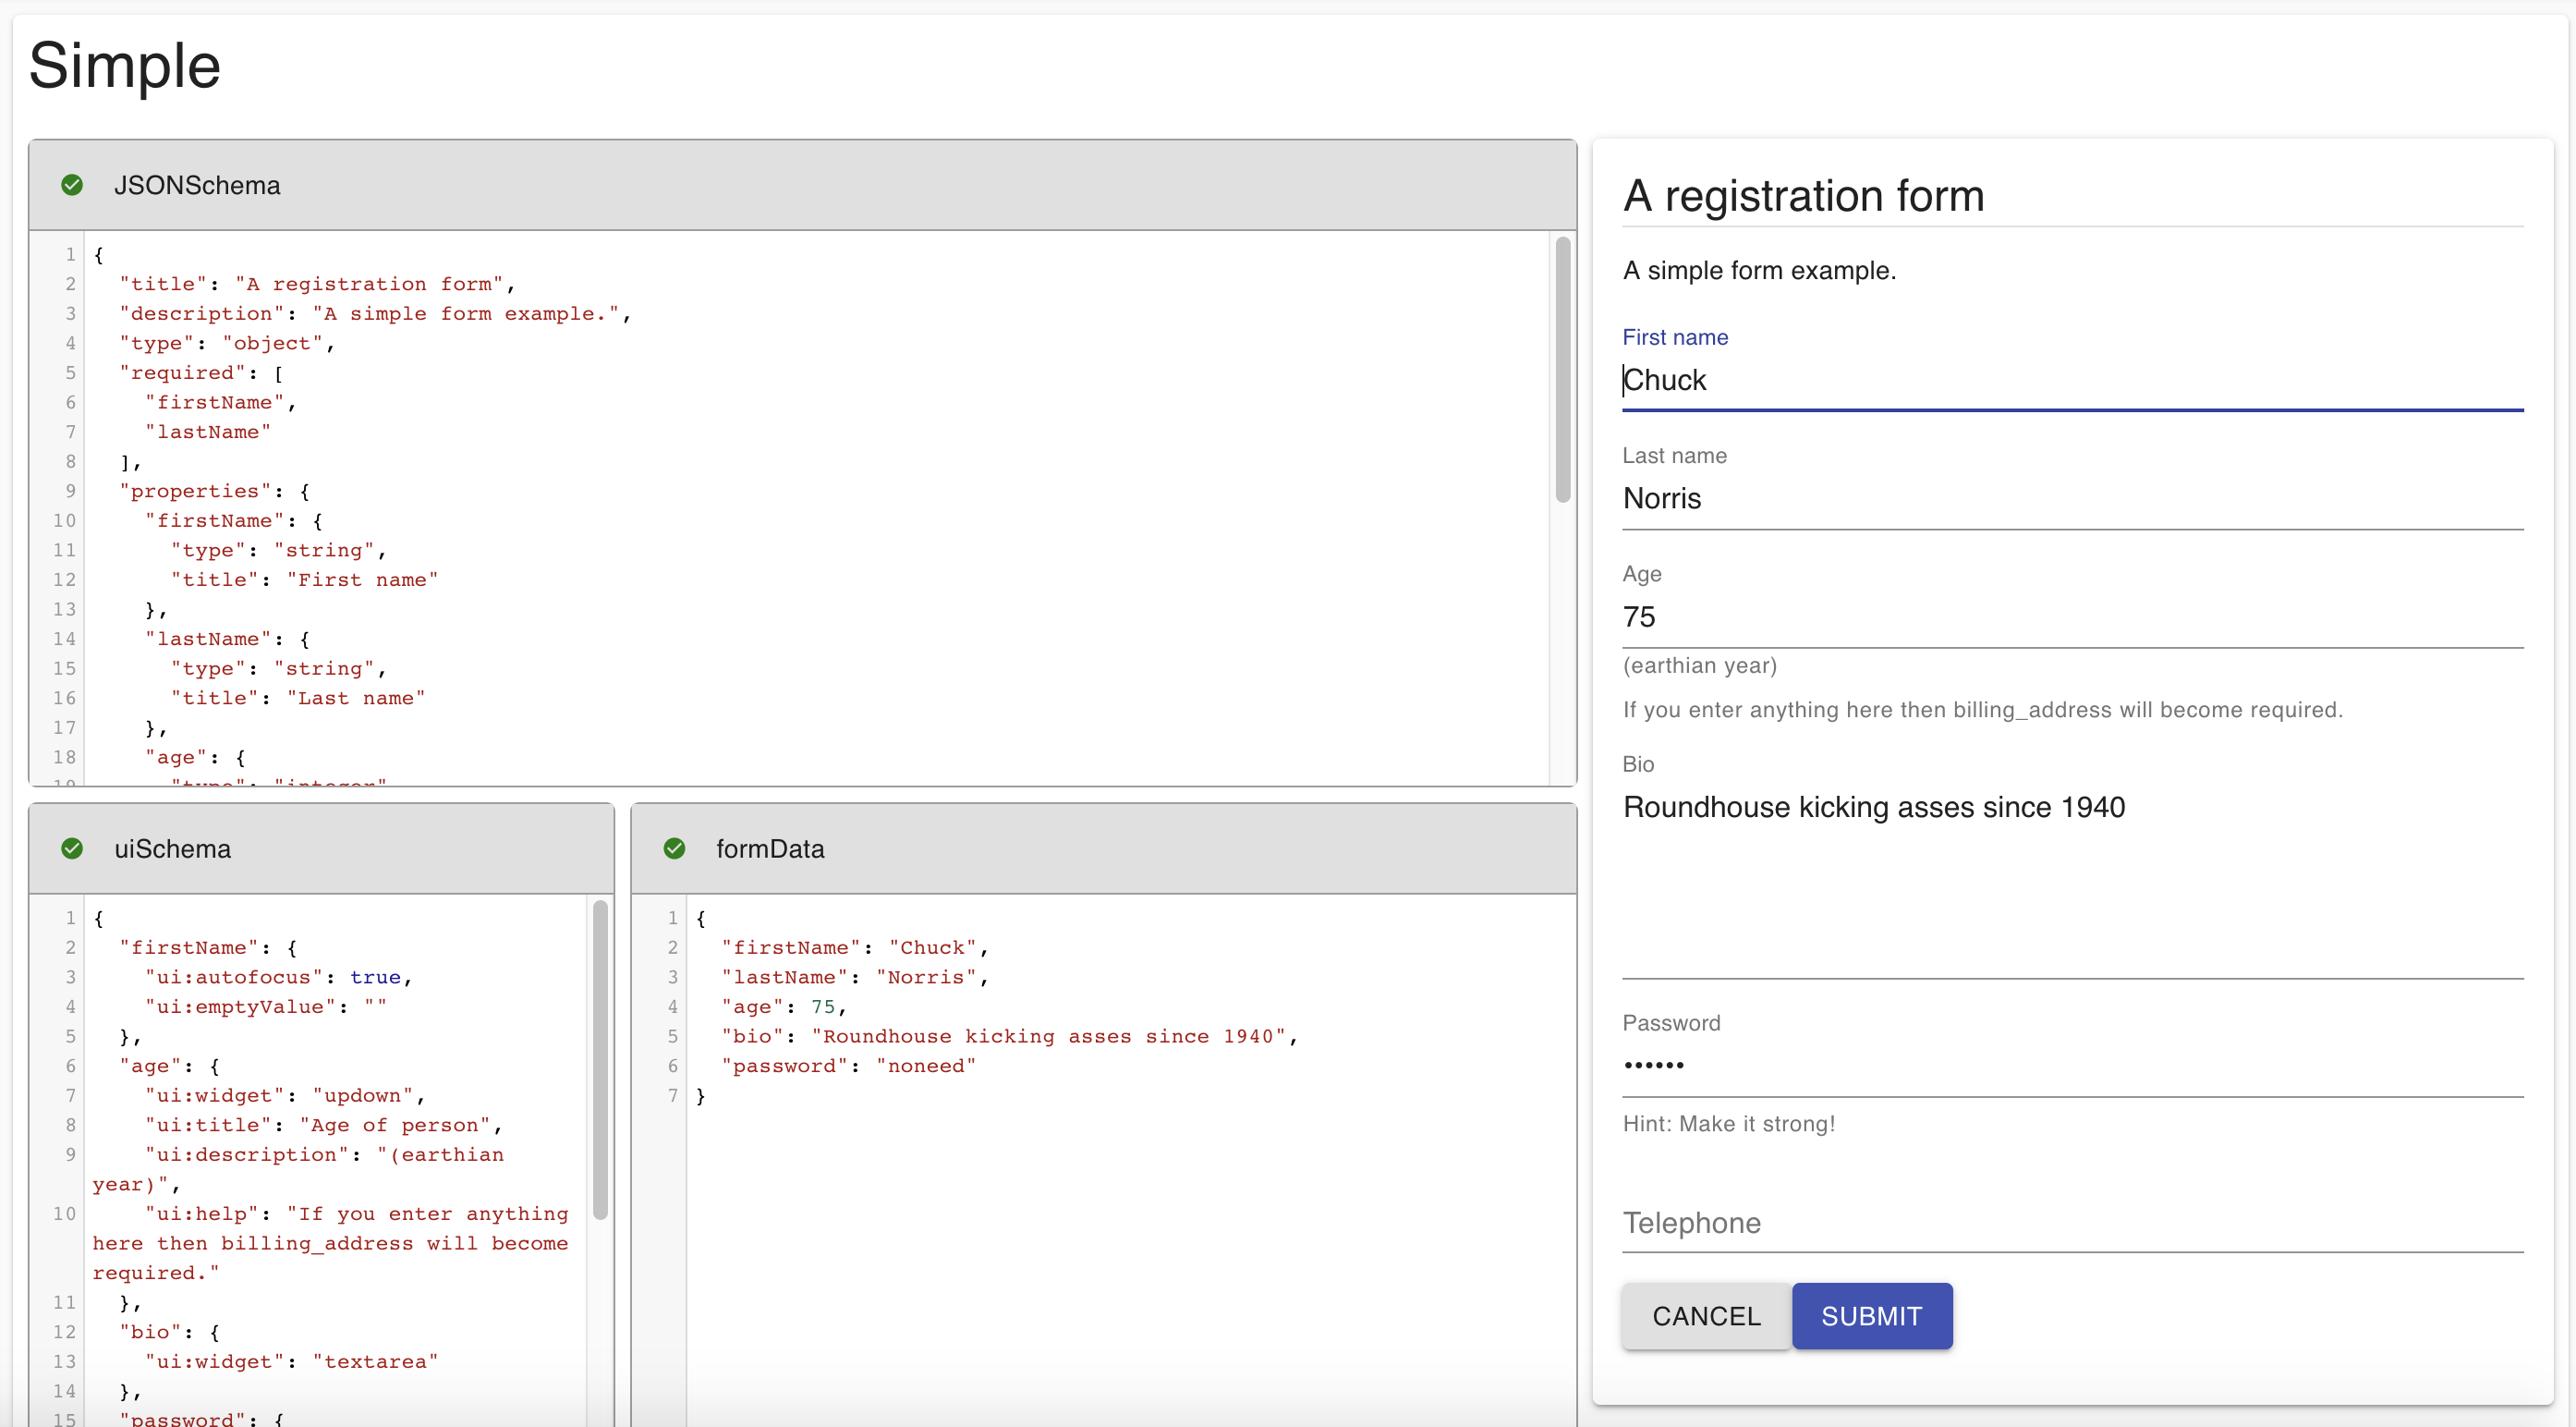 Simple
JSONSchema
1 {
2 "title": "A registration form",
3 "description": "A simple form example.",
4 "type": "object",
5 "required": [
6 "firstName",
7 "lastName"
8 ],
9 "properties": {
10 "firstName": {
11 "type": "string",
12 "title": "First name"
13 },
14 "lastName": {
15 "type": "string",
16 "title": "Last name"
17 },
18 "age": {
19 "type": "integer"
uiSchema
1 {
2 "firstName": {
3 "ui:autofocus": true,
4 "ui:emptyValue": ""
5 },
6 "age": {
7 "ui:widget": "updown",
8 "ui:title": "Age of person",
9 "ui:description": "(earthian
year)",
10 "ui:help": "If you enter anything
here then billing_address will become
required."
11 },
12 "bio": {
13 "ui:widget": "textarea"
14 },
15 "password": {
formData
1 {
2 "firstName": "Chuck",
3 "lastName": "Norris",
4 "age": 75,
5 "bio": "Roundhouse kicking asses since 1940",
6 "password": "noneed"
7 }
A registration form
A simple form example.
First name
Chuck
Last name
Norris
Age
75
(earthian year)
If you enter anything here then billing_address will become required.
Bio
Roundhouse kicking asses since 1940
Password
••••••
Hint: Make it strong!
Telephone
CANCEL SUBMIT